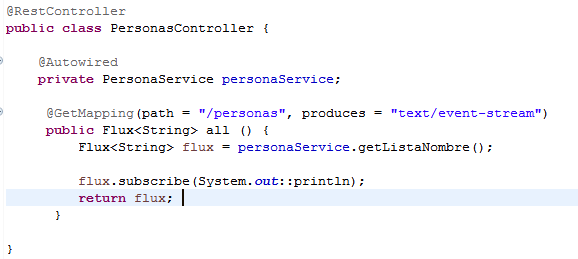 @RestController
public class PersonasController {
@Autowired
private PersonaService personaService;
@GetMapping(path = "/personas", produces = "text/event-stream")
public Flux<String> all () {
Flux<String> flux = personaService.getListaNombre();
flux.subscribe(System.out::println);
return flux;
}
}